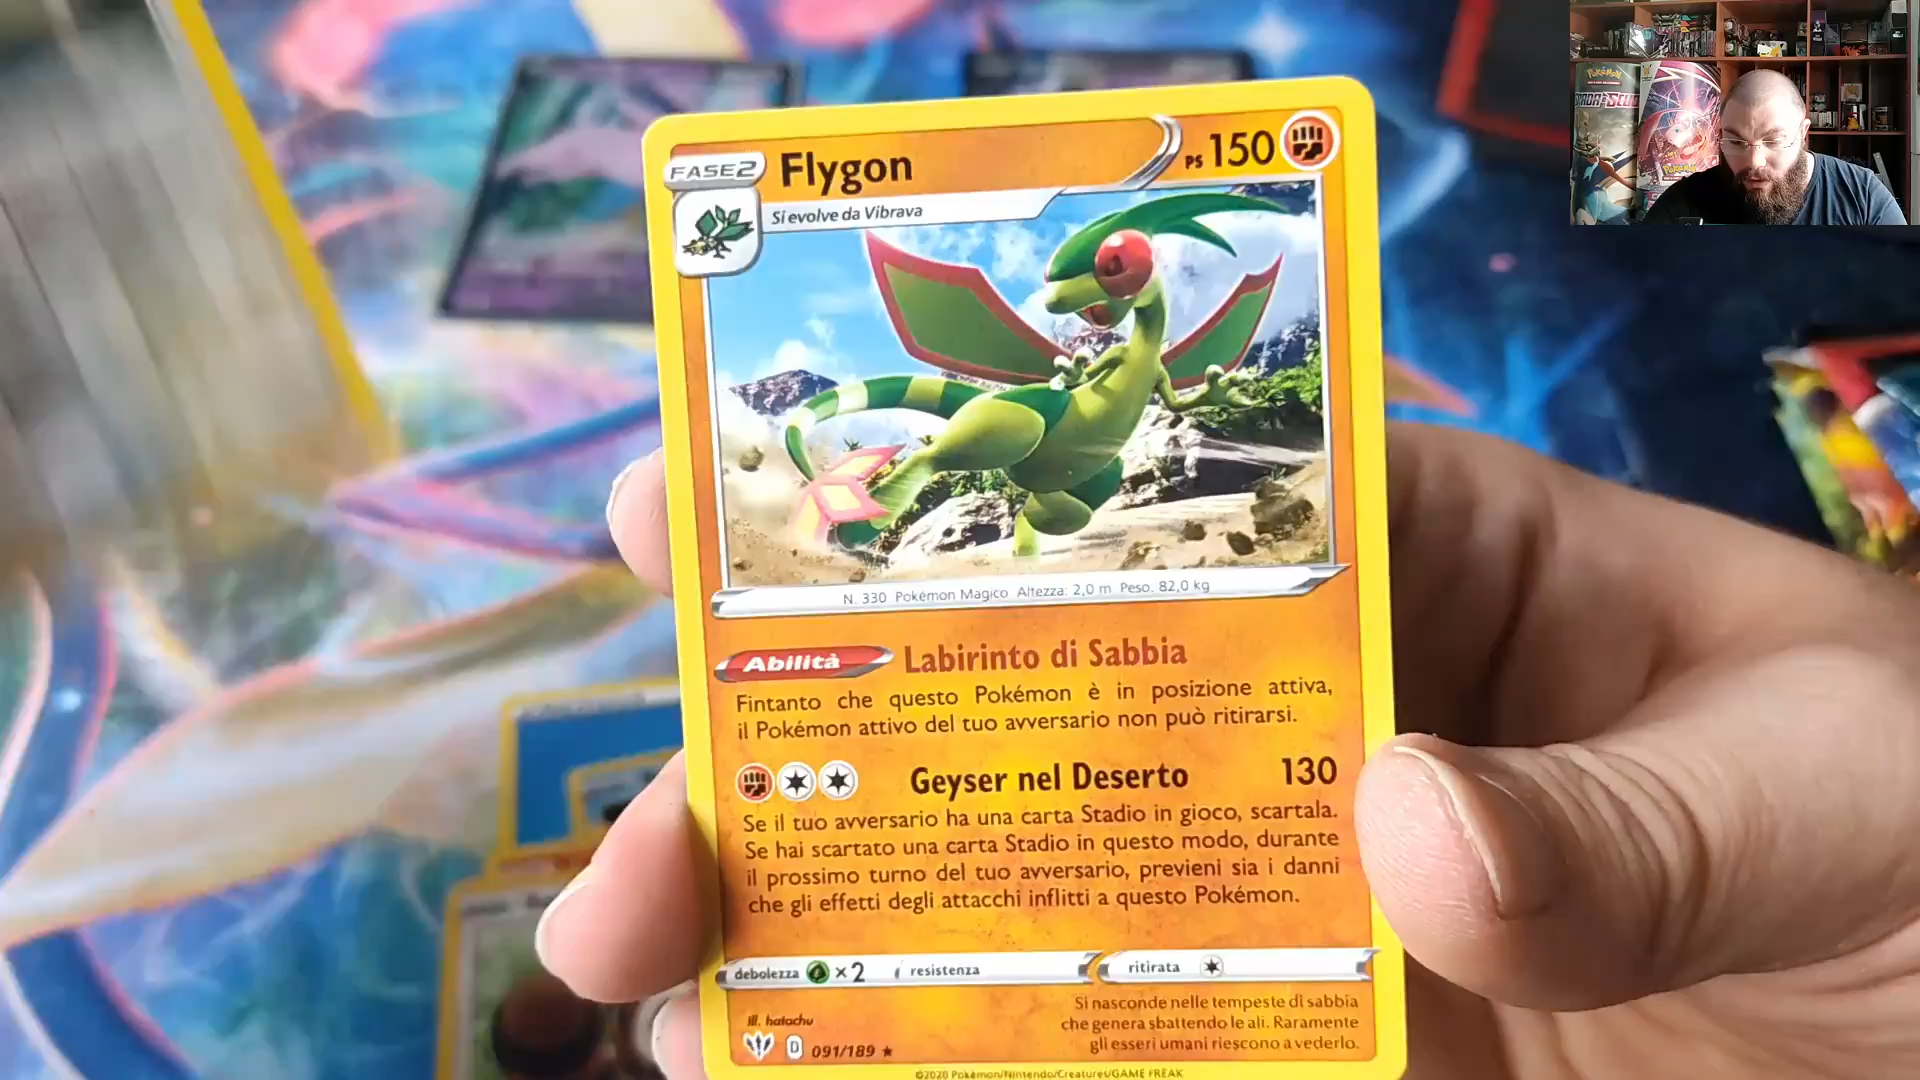 FASE2
Flygon
PS 150
Si evolve da Vibrava
N. 330 Pokémon Magico Altezza: 2,0 m Peso. 82,0 kg
Abilità Labirinto di Sabbia
Fintanto che questo Pokémon è in posizione attiva,
il Pokémon attivo del tuo avversario non può ritirarsi.
Geyser nel Deserto 130
Se il tuo avversario ha una carta Stadio in gioco, scartala.
Se hai scartato una carta Stadio in questo modo, durante
il prossimo turno del tuo avversario, previeni sia i danni
che gli effetti degli attacchi inflitti a questo Pokémon.
debolezza ×2 resistenza ritirata
Si nasconde nelle tempeste di sabbia
che genera sbattendo le ali. Raramente
gli esseri umani riescono a vederlo.
Ill. hatachu
D 091/189 ★
©2020 Pokémon/Nintendo/Creatures/GAME FREAK
POKÉMON
POKÉMON